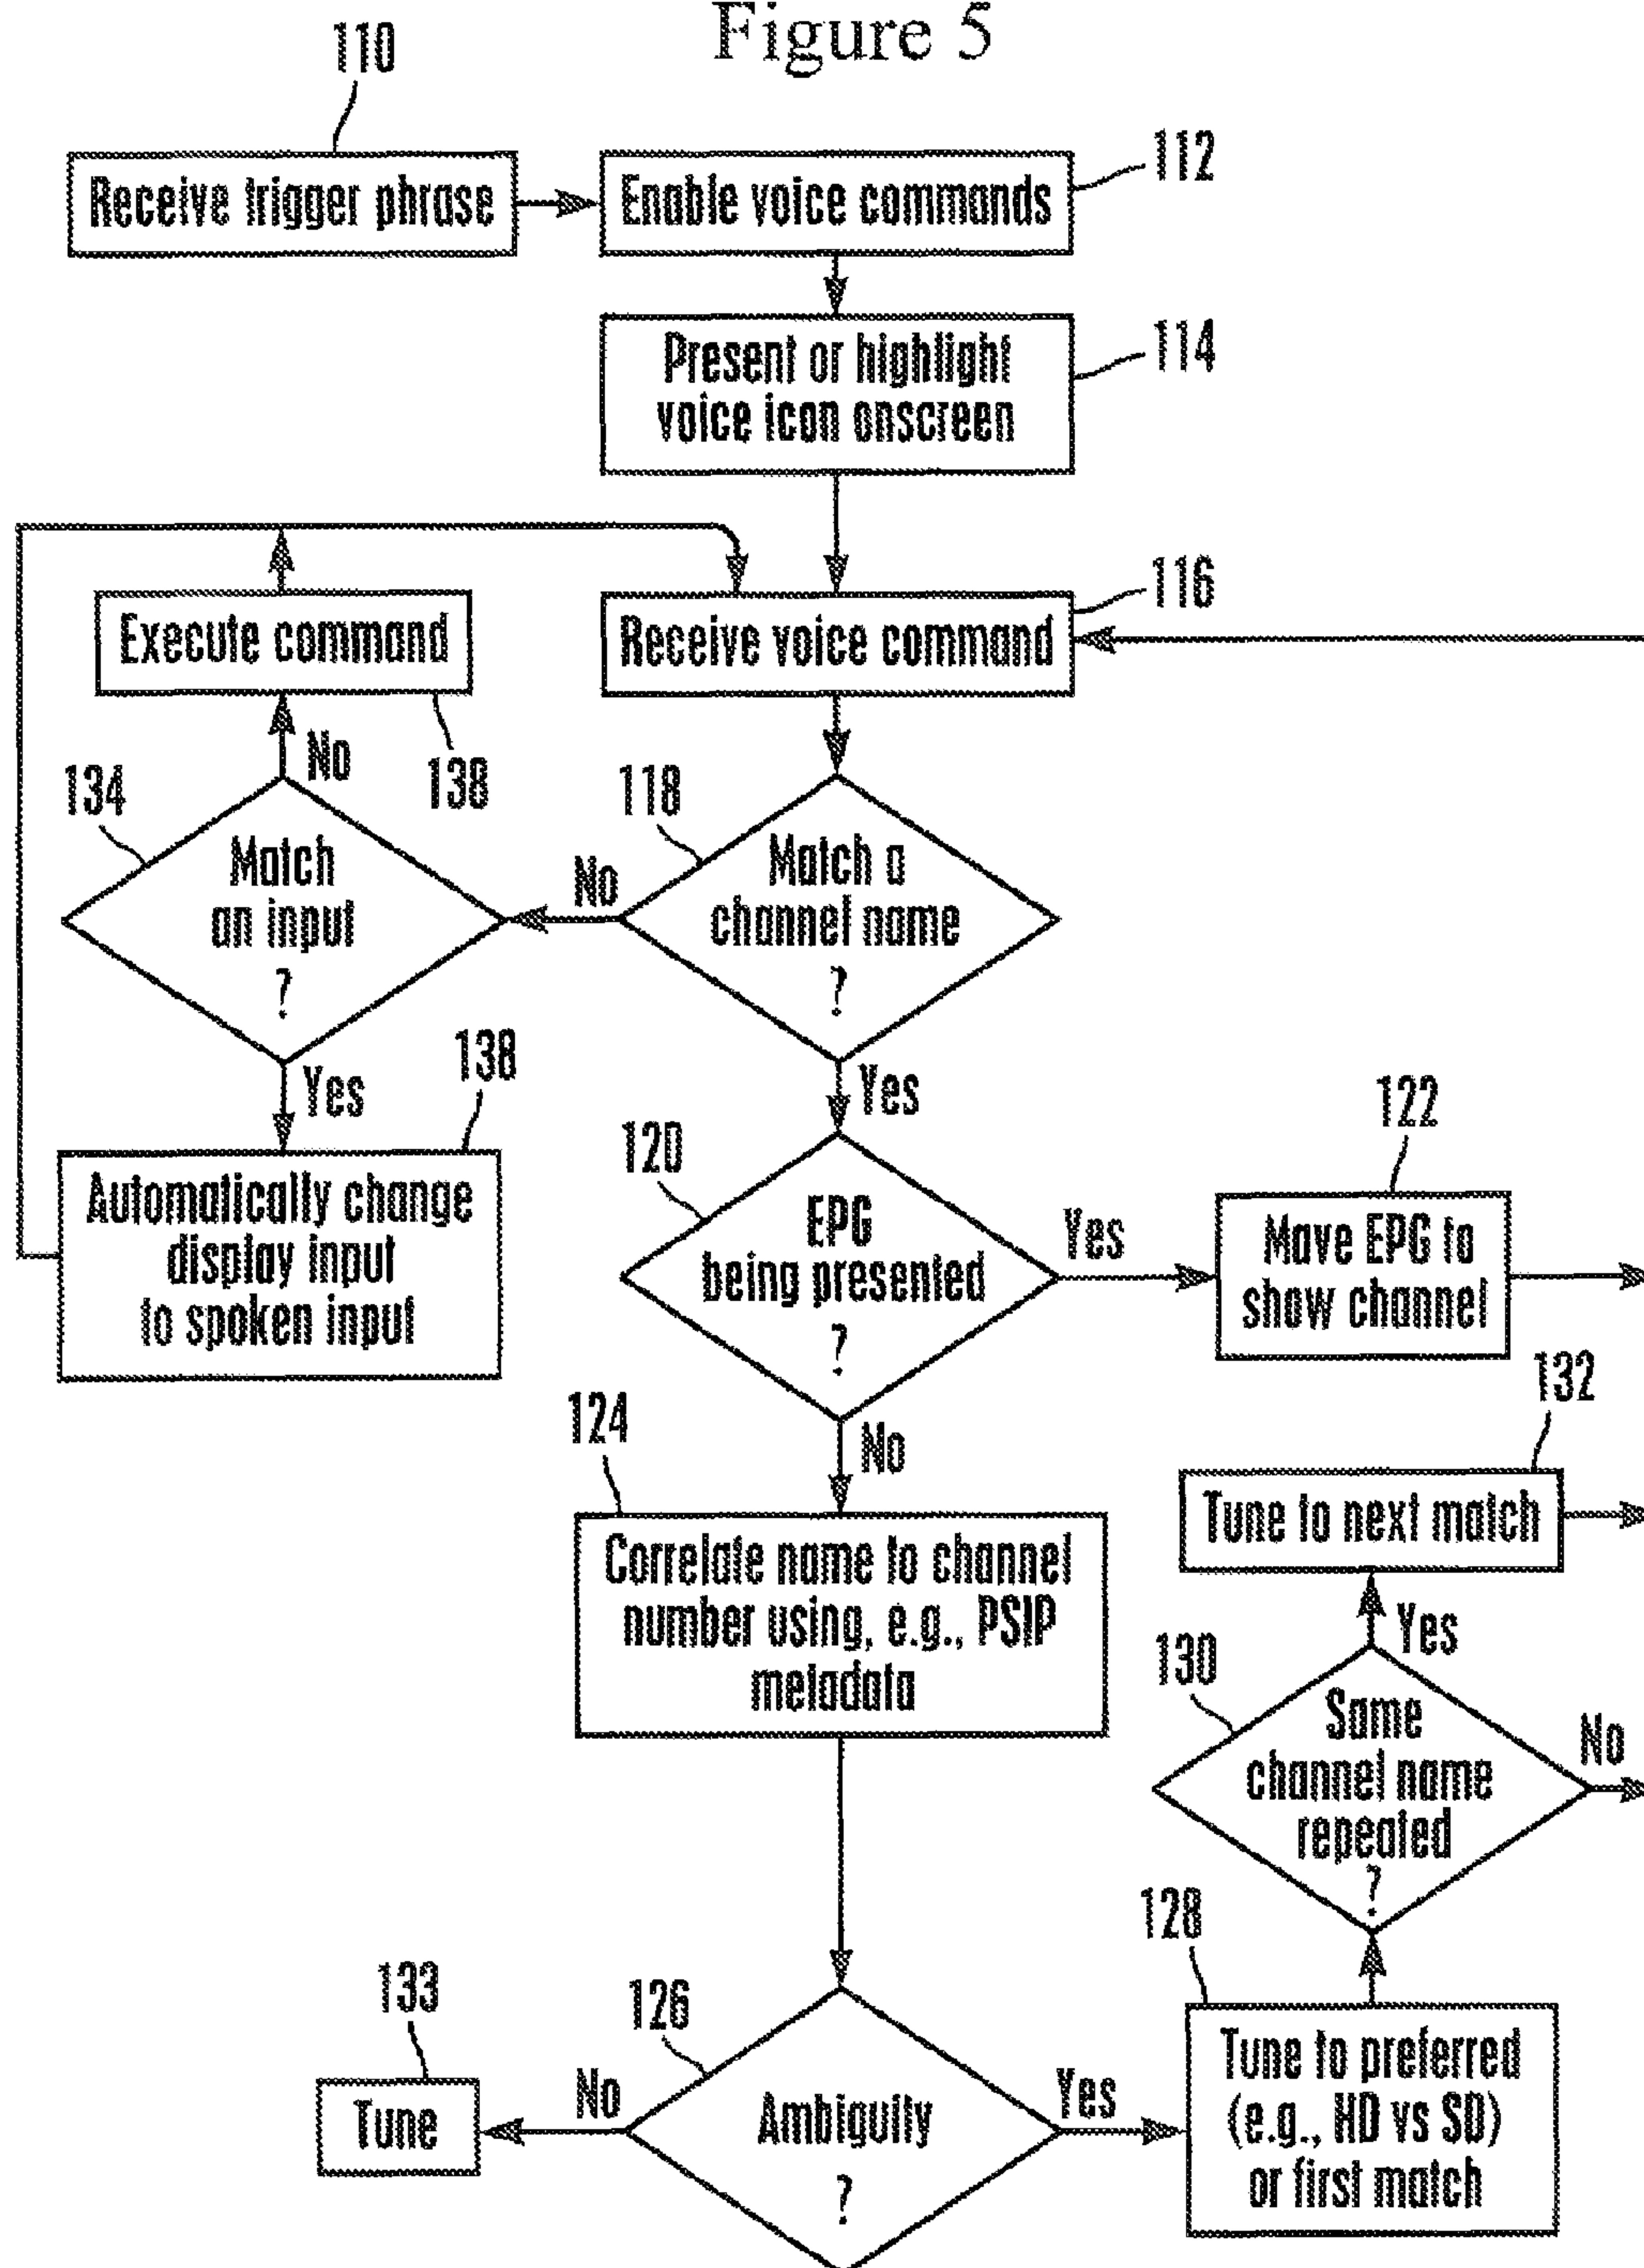 Figure 5
110
Receive trigger phrase
112
Enable voice commands
114
Present or highlight
voice icon onscreen
116
Receive voice command
Execute command
138
No
134
Match
an input
?
118
No
Match a
channel name
?
Yes
138
Automatically change
display input
to spoken input
Yes
120
EPG
being presented
?
Yes
122
Move EPG to
show channel
No
124
Correlate name to channel
number using, e.g., PSIP
metadata
132
Tune to next match
Yes
130
Same
channel name
repeated
?
No
128
Tune to preferred
(e.g., HD vs SD)
or first match
126
Ambiguity
?
Yes
No
133
Tune